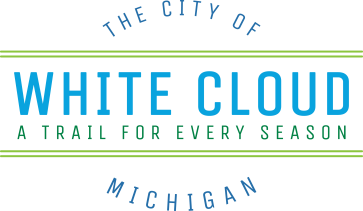 THE CITY OF
WHITE CLOUD
A TRAIL FOR EVERY SEASON
MICHIGAN